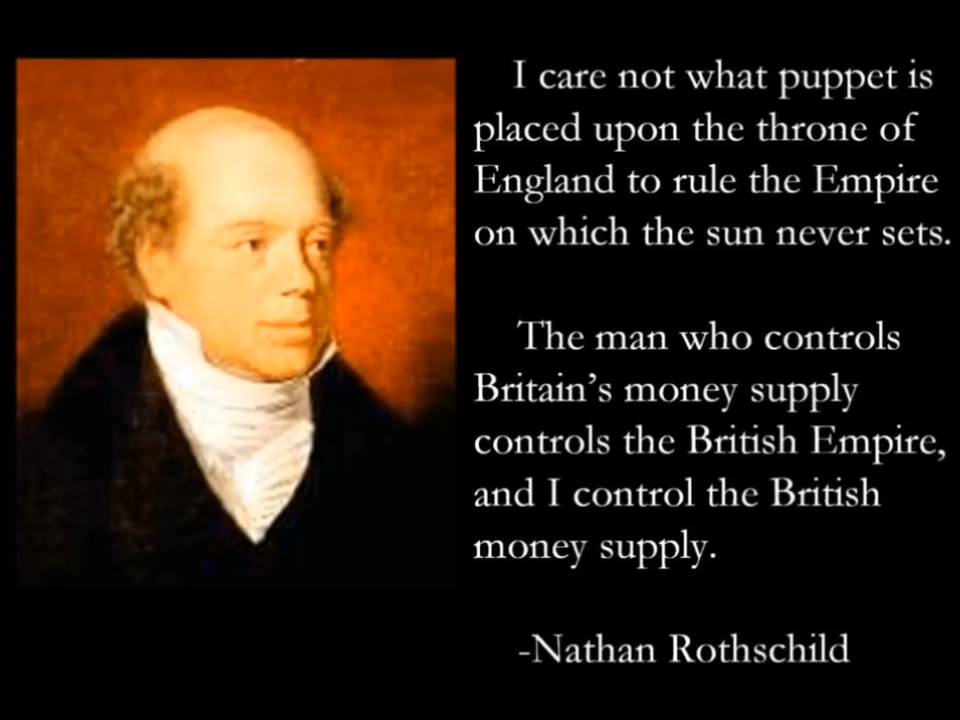 I care not what puppet is
placed upon the throne of
England to rule the Empire
on which the sun never sets.
The man who controls
Britain’s money supply
controls the British Empire,
and I control the British
money supply.
-Nathan Rothschild